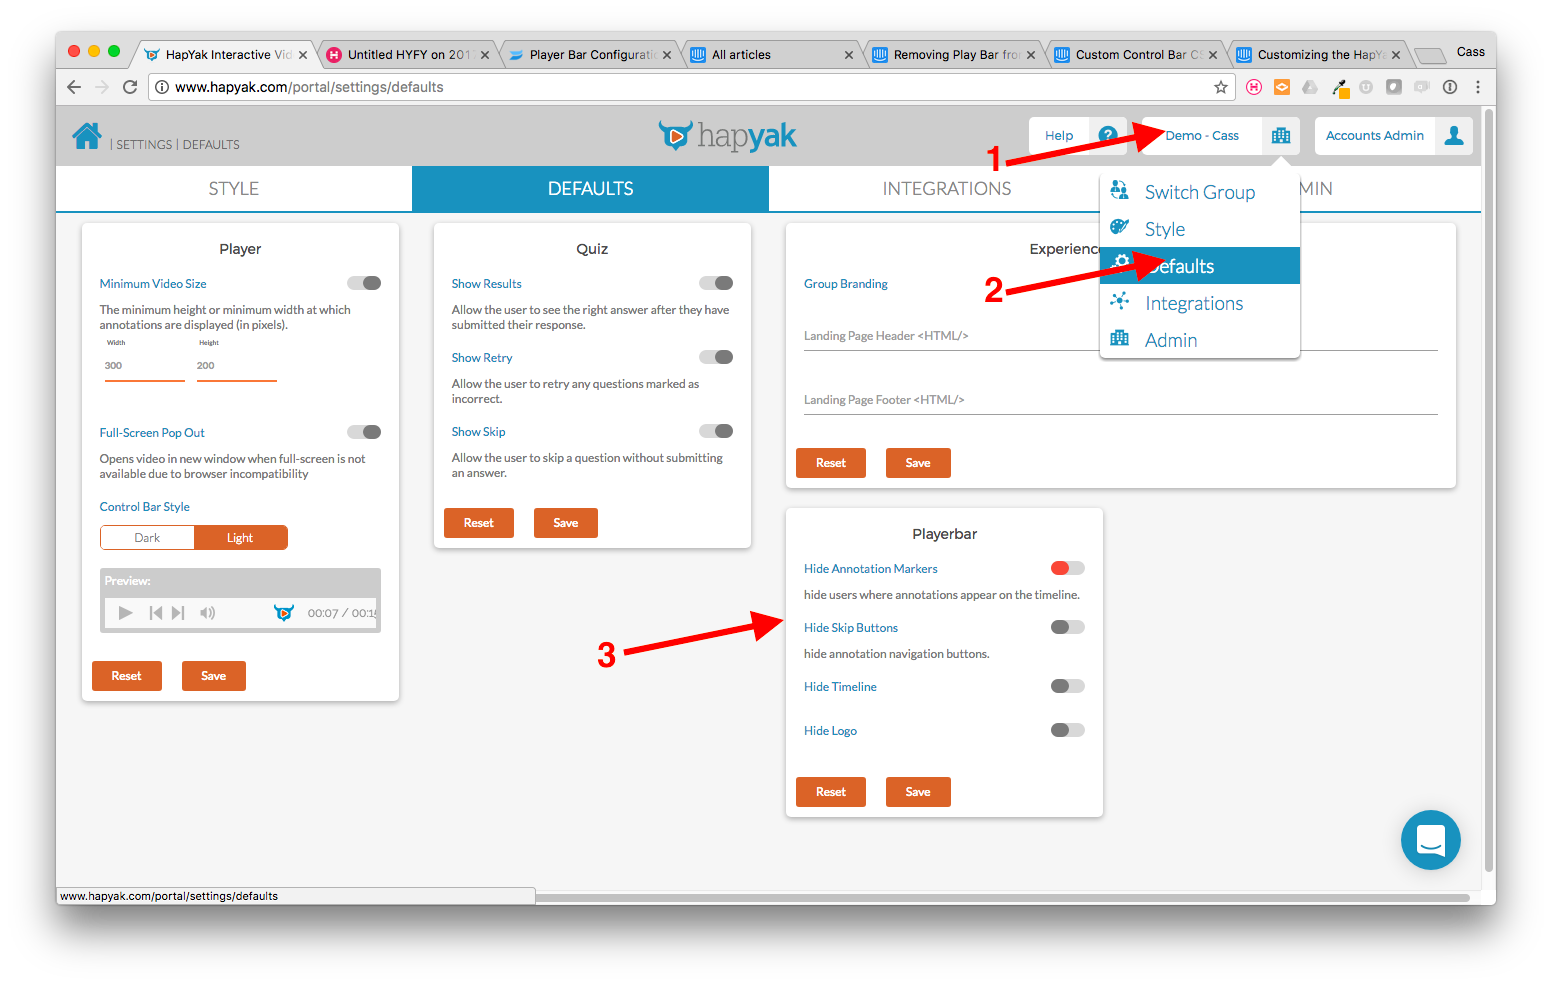 HapYak Interactive Vid
Untitled HYFY on 201
Player Bar Configurati
All articles
Removing Play Bar from
Custom Control Bar CS
Customizing the HapYa
Cass
www.hapyak.com/portal/settings/defaults
| SETTINGS | DEFAULTS
hapyak
Help
?
1
Demo - Cass
Accounts Admin
STYLE
DEFAULTS
INTEGRATIONS
MIN
Switch Group
Style
Defaults
Integrations
Admin
2
Player
Minimum Video Size
The minimum height or minimum width at which
annotations are displayed (in pixels).
Width
Height
300
200
Full-Screen Pop Out
Opens video in new window when full-screen is not
available due to browser incompatibility
Control Bar Style
Dark
Light
Preview:
00:07 / 00:15
Reset
Save
Quiz
Show Results
Allow the user to see the right answer after they have
submitted their response.
Show Retry
Allow the user to retry any questions marked as
incorrect.
Show Skip
Allow the user to skip a question without submitting
an answer.
Reset
Save
Experience
Group Branding
Landing Page Header <HTML/>
Landing Page Footer <HTML/>
Reset
Save
3
Playerbar
Hide Annotation Markers
hide users where annotations appear on the timeline.
Hide Skip Buttons
hide annotation navigation buttons.
Hide Timeline
Hide Logo
Reset
Save
www.hapyak.com/portal/settings/defaults